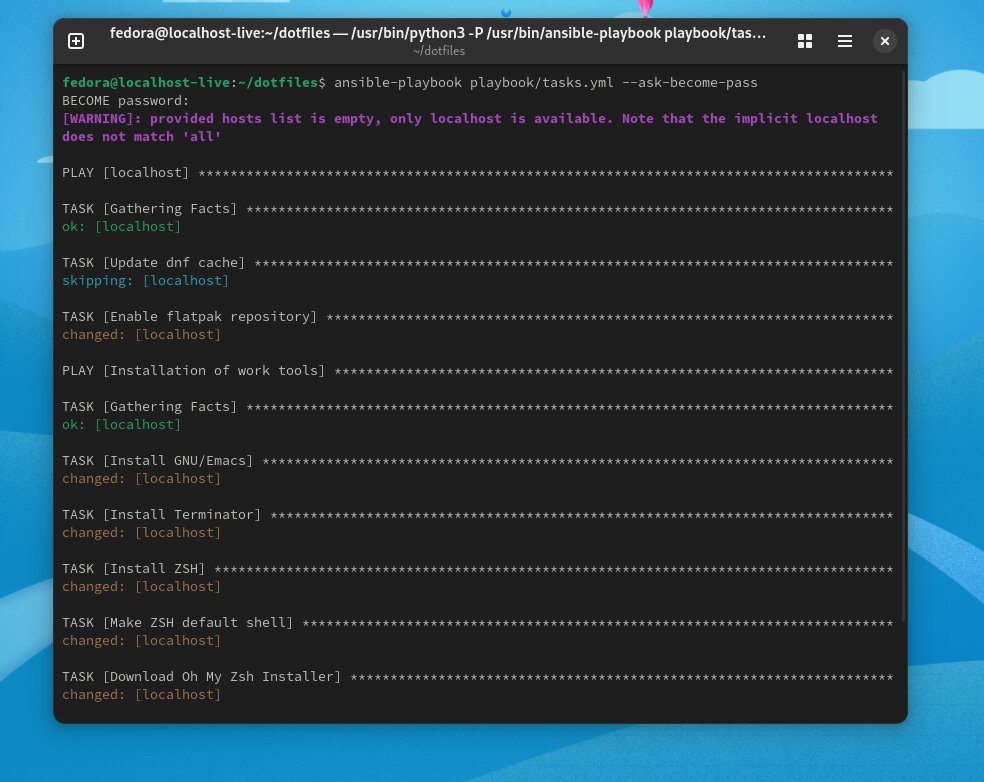 fedora@localhost-live:~/dotfiles — /usr/bin/python3 -P /usr/bin/ansible-playbook playbook/tas…
~/dotfiles
fedora@localhost-live:~/dotfiles$ ansible-playbook playbook/tasks.yml --ask-become-pass
BECOME password:
[WARNING]: provided hosts list is empty, only localhost is available. Note that the implicit localhost
does not match 'all'
PLAY [localhost] ***************************************************************************************
TASK [Gathering Facts] *********************************************************************************
ok: [localhost]
TASK [Update dnf cache] ********************************************************************************
skipping: [localhost]
TASK [Enable flatpak repository] ***********************************************************************
changed: [localhost]
PLAY [Installation of work tools] **********************************************************************
TASK [Gathering Facts] *********************************************************************************
ok: [localhost]
TASK [Install GNU/Emacs] *******************************************************************************
changed: [localhost]
TASK [Install Terminator] ******************************************************************************
changed: [localhost]
TASK [Install ZSH] *************************************************************************************
changed: [localhost]
TASK [Make ZSH default shell] **************************************************************************
changed: [localhost]
TASK [Download Oh My Zsh Installer] ********************************************************************
changed: [localhost]